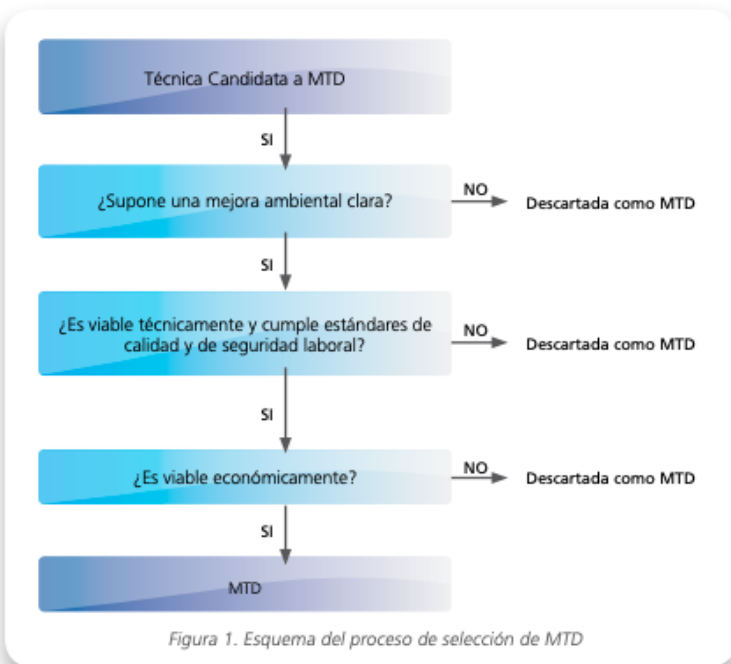 Técnica Candidata a MTD
SI
¿Supone una mejora ambiental clara?
NO
Descartada como MTD
SI
¿Es viable técnicamente y cumple estándares de
calidad y de seguridad laboral?
NO
Descartada como MTD
SI
¿Es viable económicamente?
NO
Descartada como MTD
SI
MTD
Figura 1. Esquema del proceso de selección de MTD